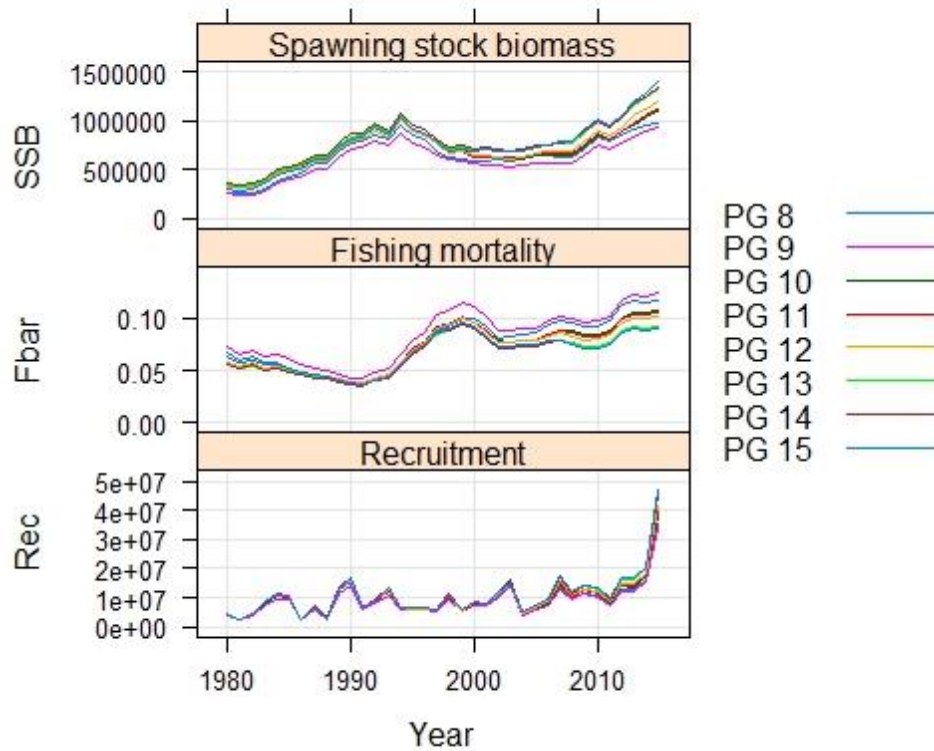 Spawning stock biomass
1500000
1000000
500000
0
SSB
Fishing mortality
0.10
0.05
0.00
Fbar
Recruitment
5e+07
4e+07
3e+07
2e+07
1e+07
0e+00
Rec
1980 1990 2000 2010
Year
PG 8
PG 9
PG 10
PG 11
PG 12
PG 13
PG 14
PG 15